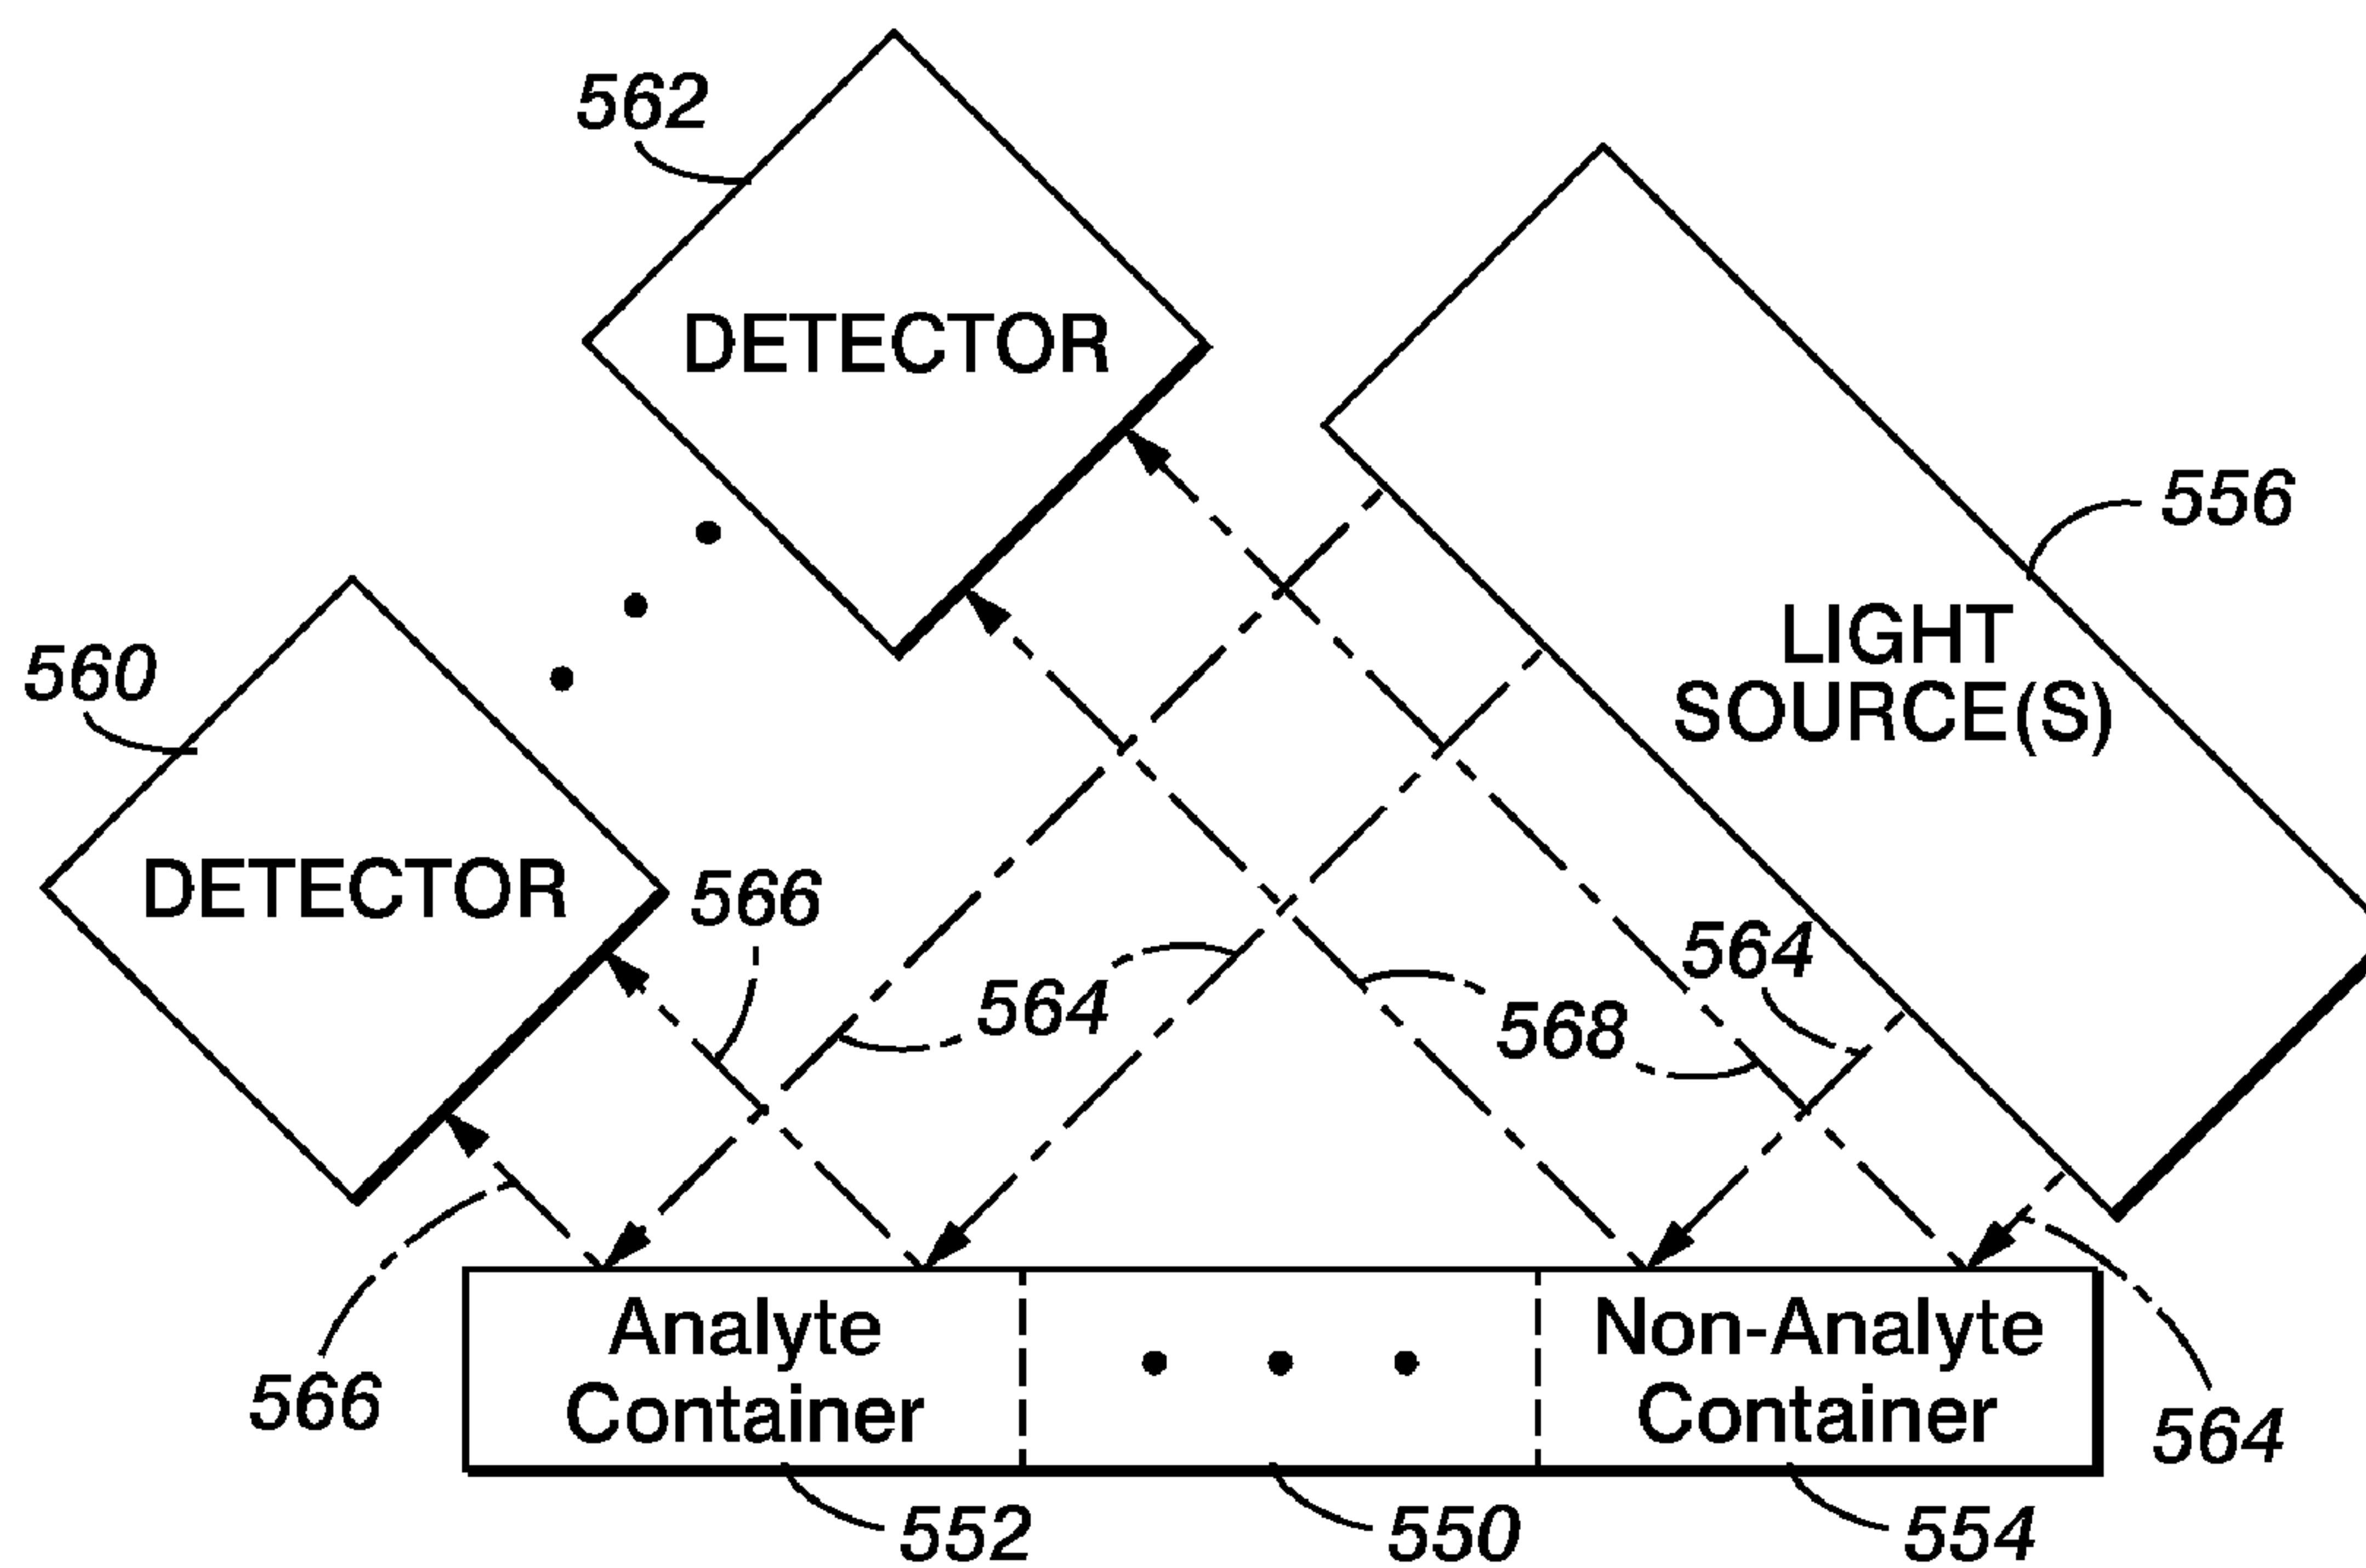 562
DETECTOR
556
LIGHT
SOURCE(S)
560
DETECTOR
566
564
564
568
Analyte
Container
Non-Analyte
Container
566
564
552
550
554